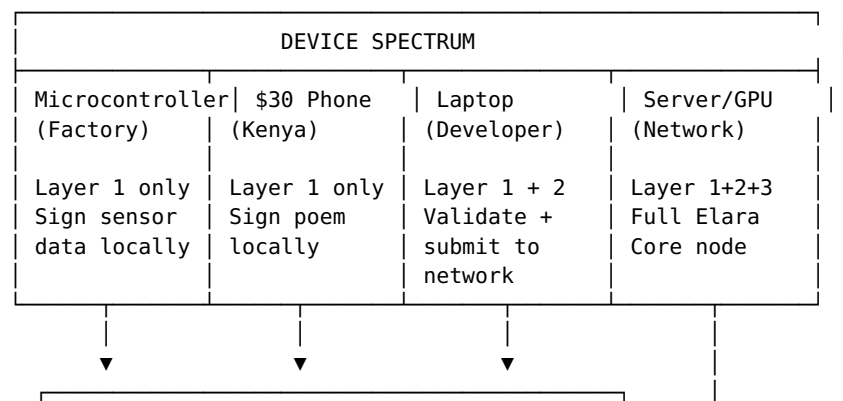 DEVICE SPECTRUM
Microcontroller $30 Phone Laptop Server/GPU
(Factory) (Kenya) (Developer) (Network)
Layer 1 only Layer 1 only Layer 1 + 2 Layer 1+2+3
Sign sensor Sign poem Validate + Full Elara
data locally locally submit to Core node
network